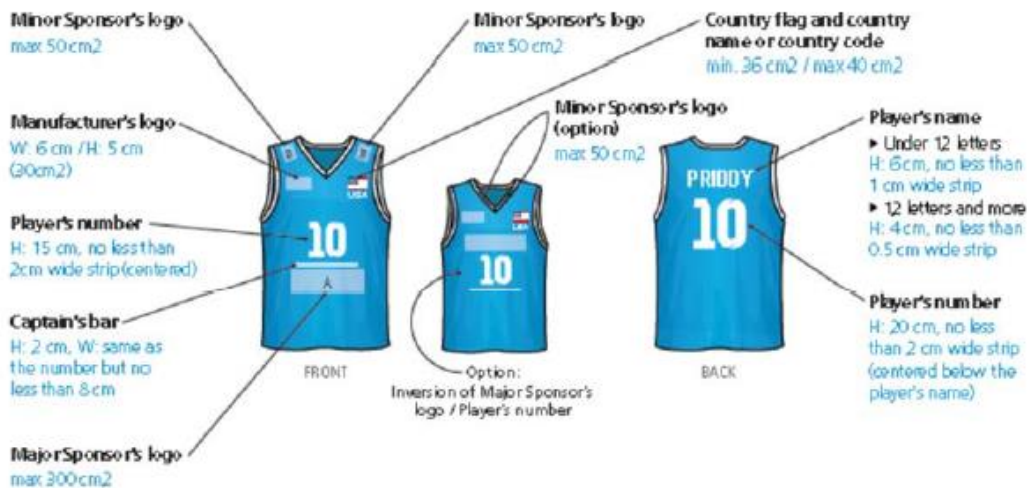 Minor Sponsor's logo
max 50 cm2
Minor Sponsor's logo
max 50 cm2
Country flag and country
name or country code
min. 36 cm2 / max 40 cm2
Manufacturer's logo
W: 6 cm / H: 5 cm
(30cm2)
Minor Sponsor's logo
(option)
max 50 cm2
Player's name
▸ Under 12 letters
H: 6cm, no less than
1 cm wide strip
▸ 12 letters and more
H: 4cm, no less than
0.5 cm wide strip
Player's number
H: 15 cm, no less than
2cm wide strip (centered)
Captain's bar
H: 2 cm, W: same as
the number but no
less than 8 cm
Major Sponsor's logo
max 300 cm2
B
B
USA
10
A
FRONT
USA
10
Option:
Inversion of Major Sponsor's
logo / Player's number
PRIDDY
10
BACK
Player's number
H: 20 cm, no less
than 2 cm wide strip
(centered below the
player's name)